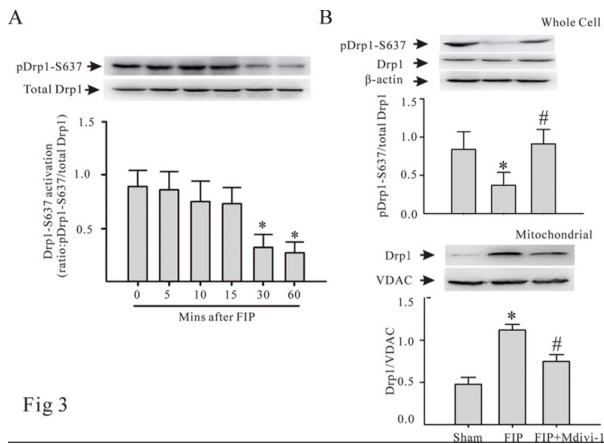 A
pDrp1-S637
Total Drp1
Drp1-S637 activation
(ratio:pDrp1-S637/total Drp1)
1.5
1.0
0.5
*
*
0 5 10 15 30 60
Mins after FIP
Fig 3
B
Whole Cell
pDrp1-S637
Drp1
β-actin
pDrp1-S637/total Drp1
1.5
1.0
0.5
0.0
*
#
Mitochondrial
Drp1
VDAC
Drp1/VDAC
1.5
1.0
0.5
0.0
*
#
Sham FIP FIP+Mdivi-1